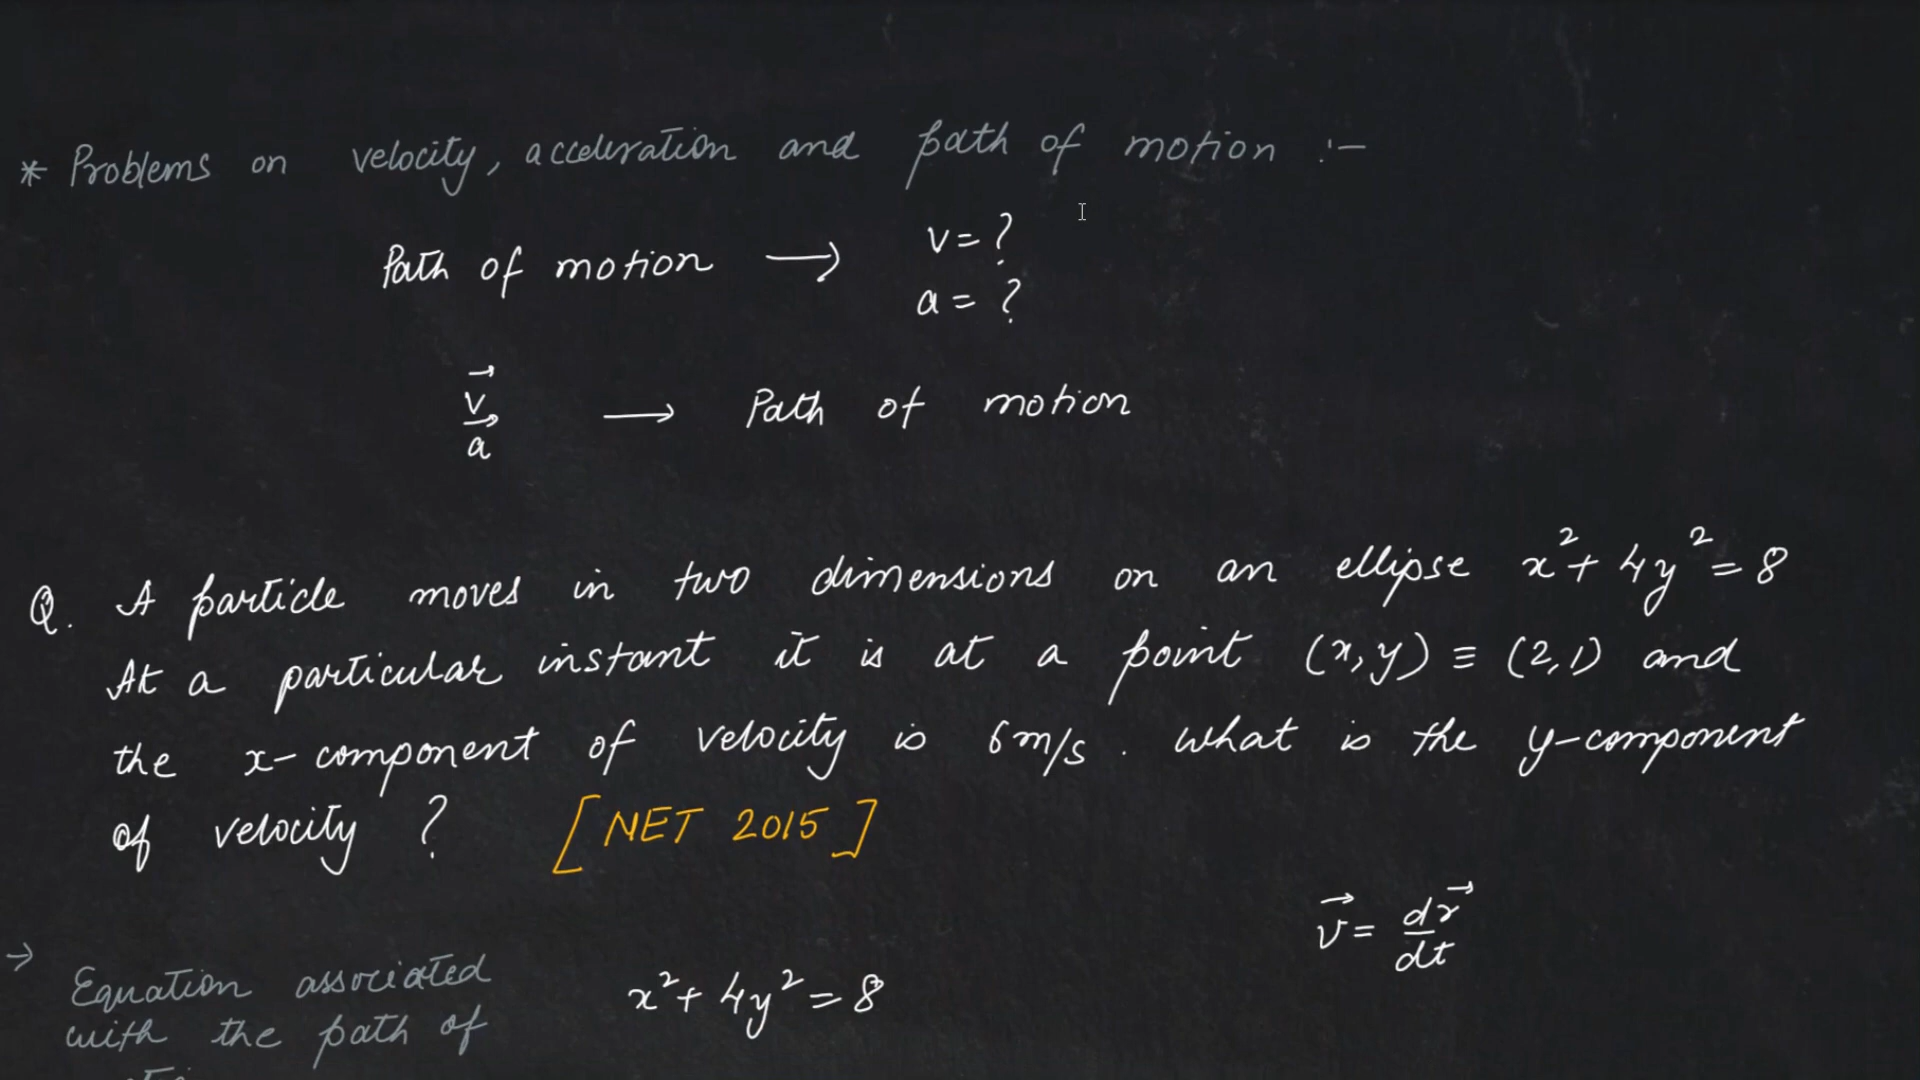 * Problems on velocity, acceleration and path of motion :-
Path of motion → v = ?
a = ?
v⃗
a⃗ → Path of motion
Q. A particle moves in two dimensions on an ellipse x² + 4y² = 8
At a particular instant it is at a point (x,y) ≡ (2,1) and
the x-component of velocity is 6m/s. What is the y-component
of velocity ? [NET 2015]
v⃗ = dr⃗/dt
→ Equation associated x² + 4y² = 8
with the path of